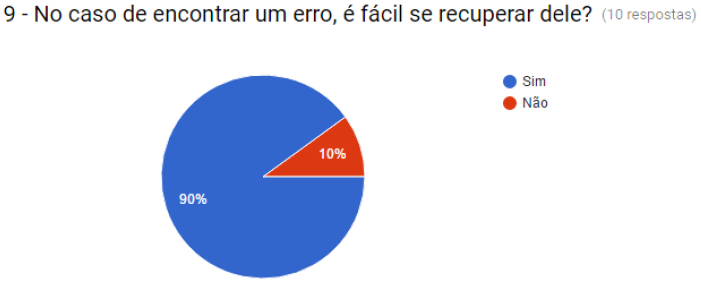 9 - No caso de encontrar um erro, é fácil se recuperar dele? (10 respostas)
Sim
Não
10%
90%